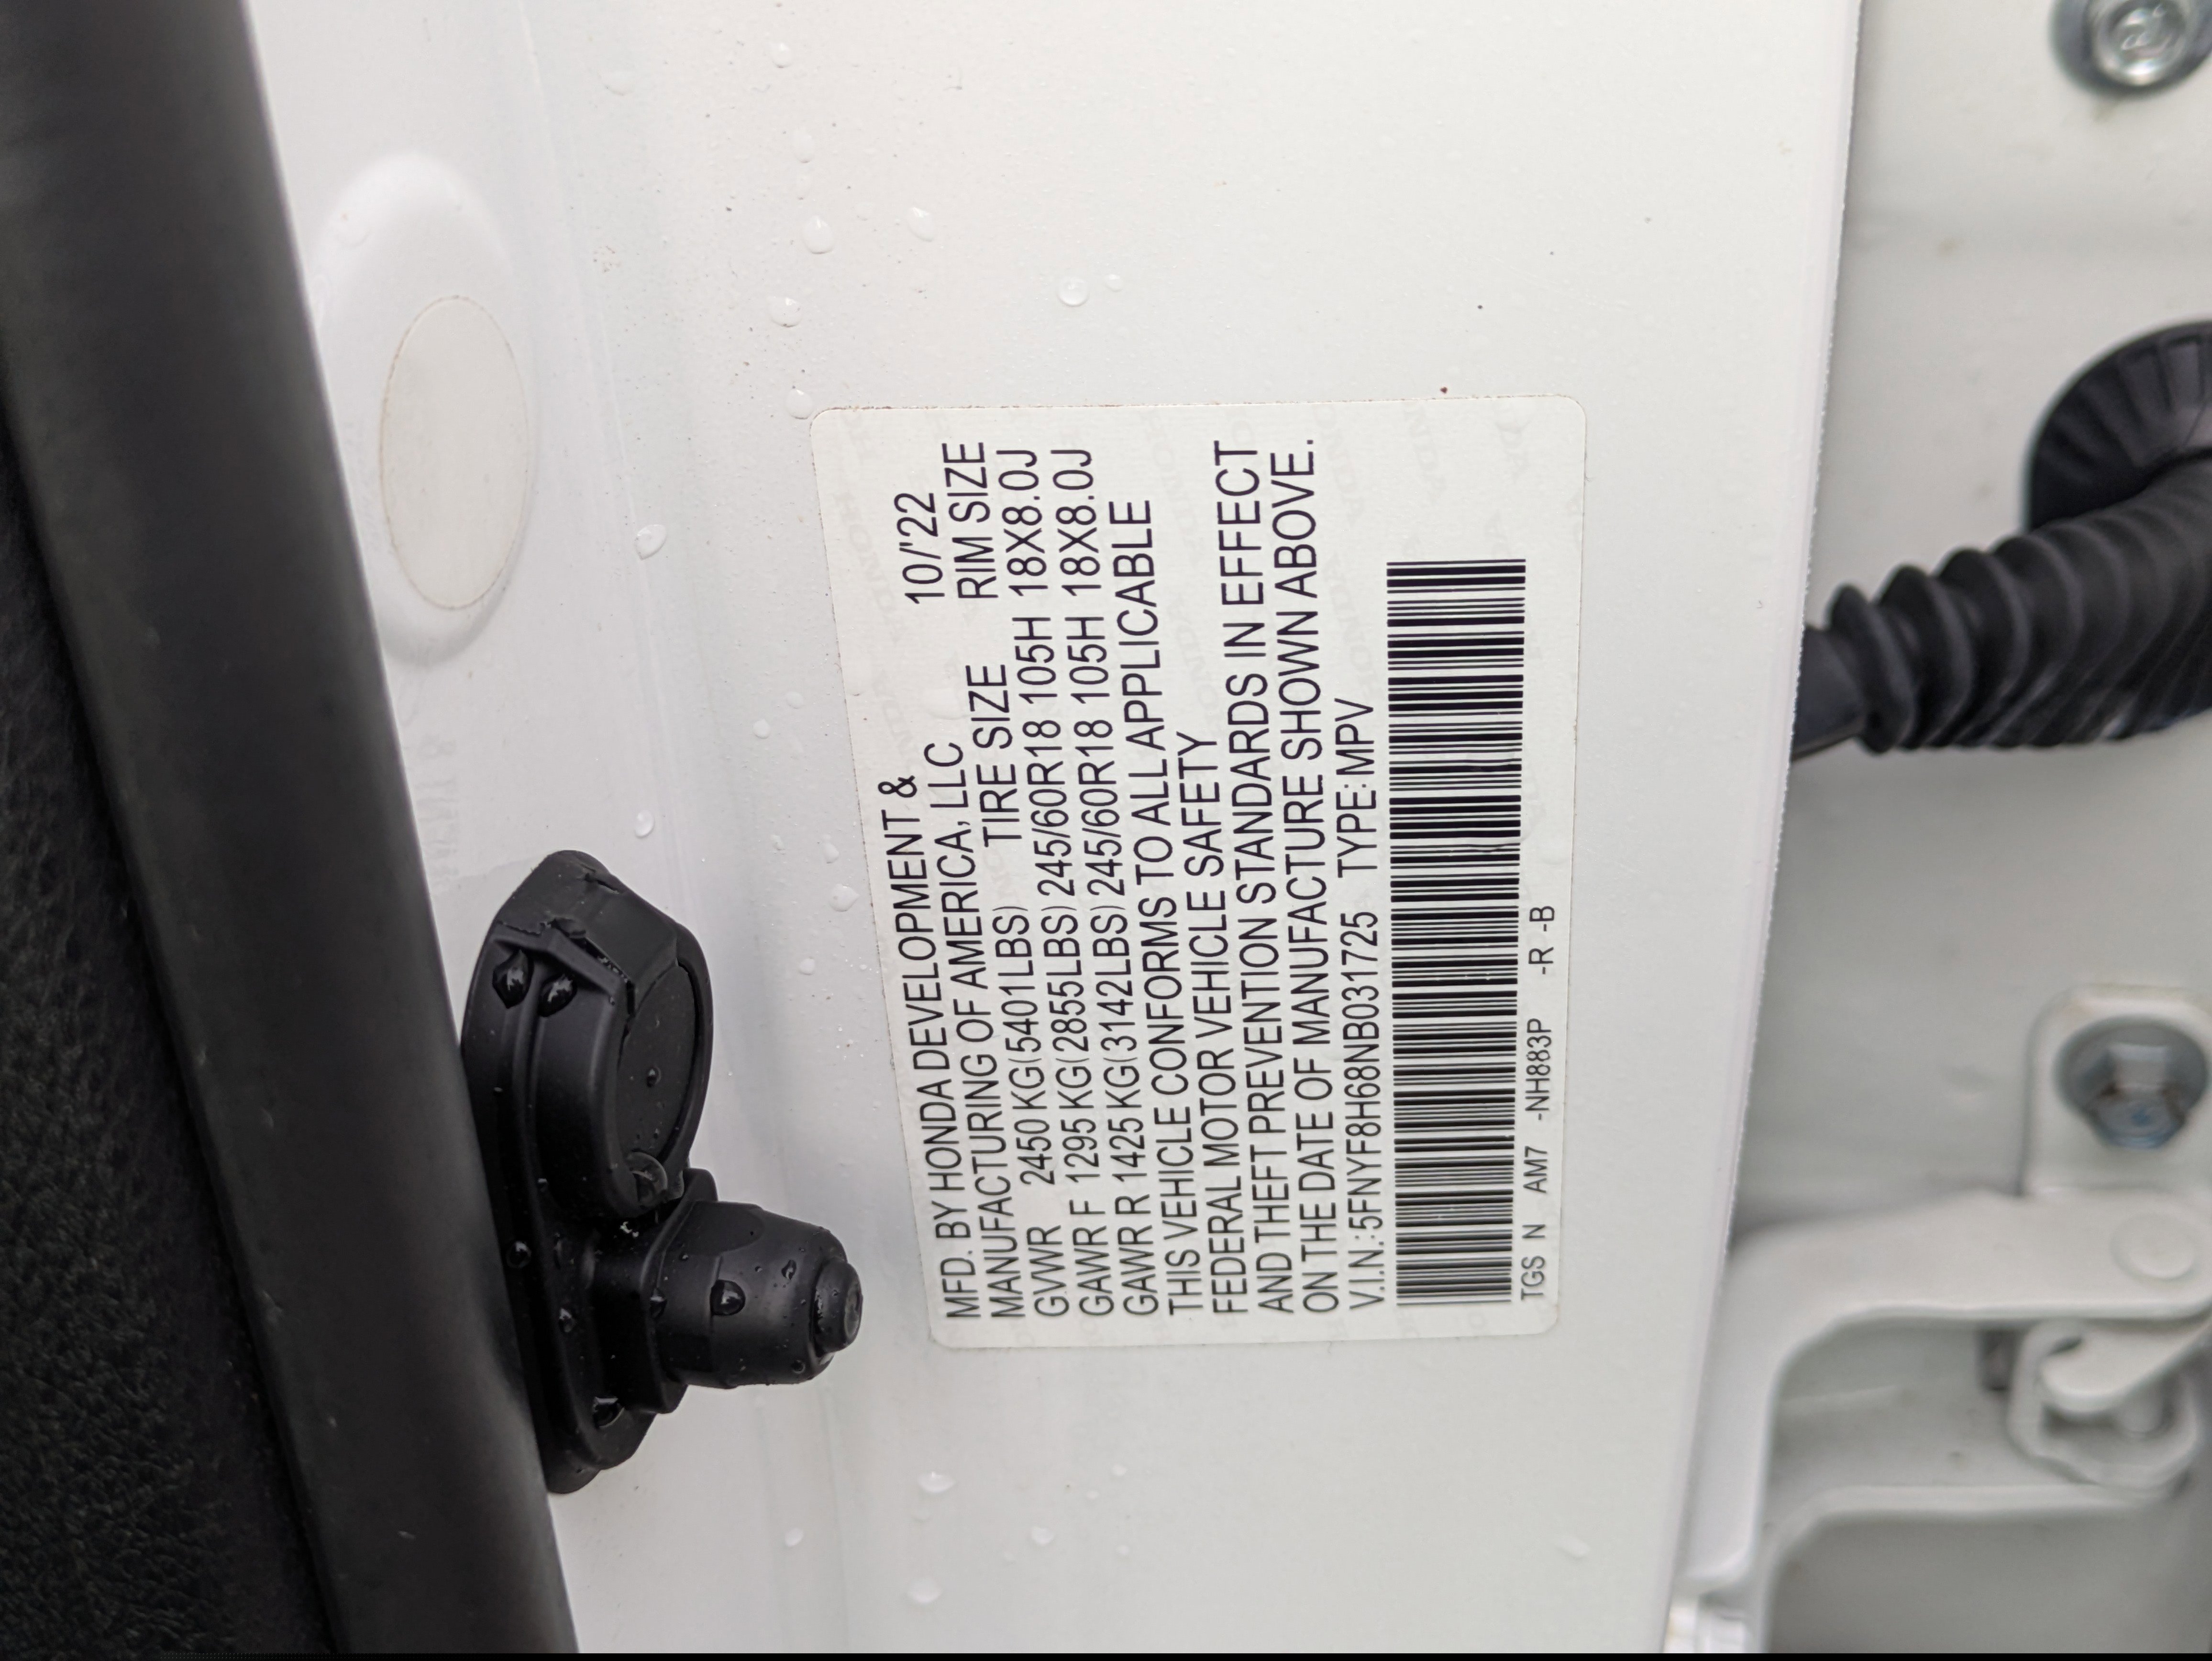 MFD. BY HONDA DEVELOPMENT &
MANUFACTURING OF AMERICA, LLC 10/'22
GVWR 2450 KG(5401LBS) TIRE SIZE RIM SIZE
GAWR F 1295 KG(2855LBS) 245/60R18 105H 18X8.0J
GAWR R 1425 KG(3142LBS) 245/60R18 105H 18X8.0J
THIS VEHICLE CONFORMS TO ALL APPLICABLE
FEDERAL MOTOR VEHICLE SAFETY
AND THEFT PREVENTION STANDARDS IN EFFECT
ON THE DATE OF MANUFACTURE SHOWN ABOVE.
V.I.N.:5FNYF8H68NB031725 TYPE:MPV
TGS N AM7 -NH883P -R -B